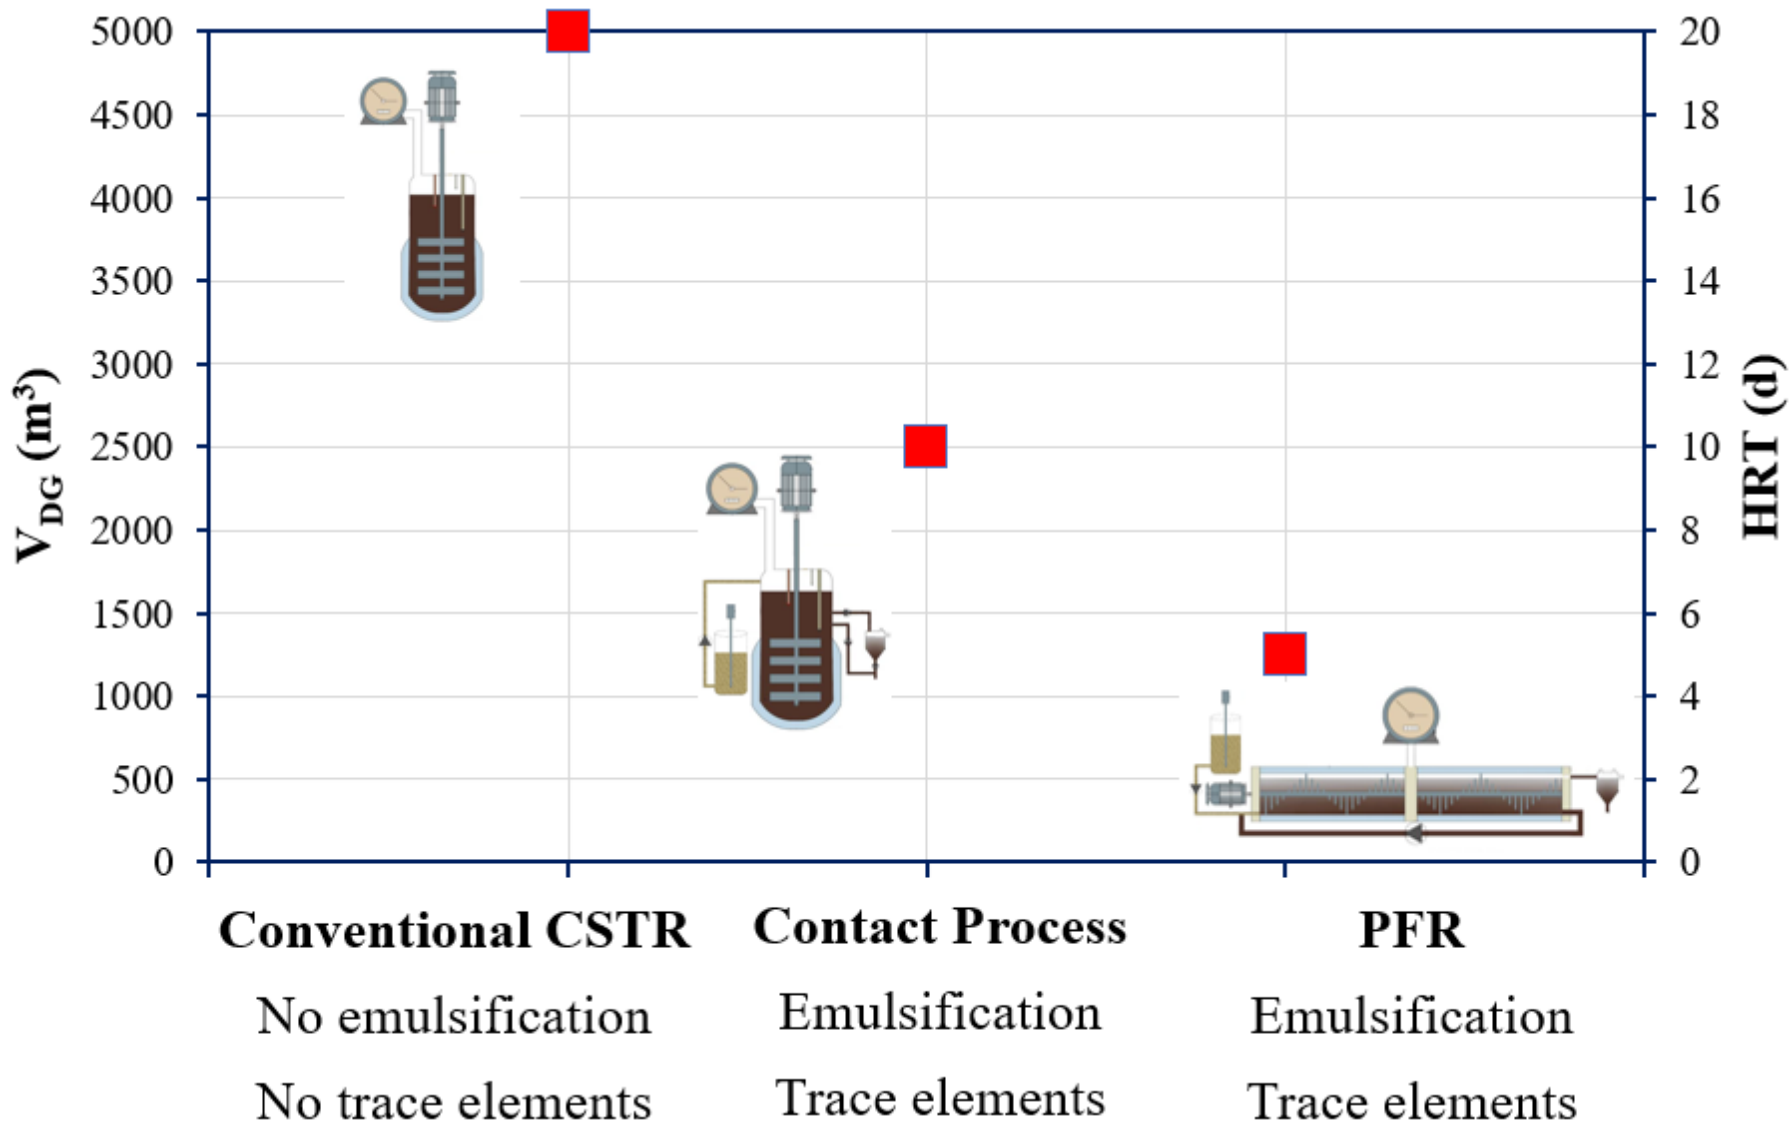 5000
4500
4000
3500
3000
2500
2000
1500
1000
500
0
V_DG (m³)
20
18
16
14
12
10
8
6
4
2
0
HRT (d)
Conventional CSTR
No emulsification
No trace elements
Contact Process
Emulsification
Trace elements
PFR
Emulsification
Trace elements